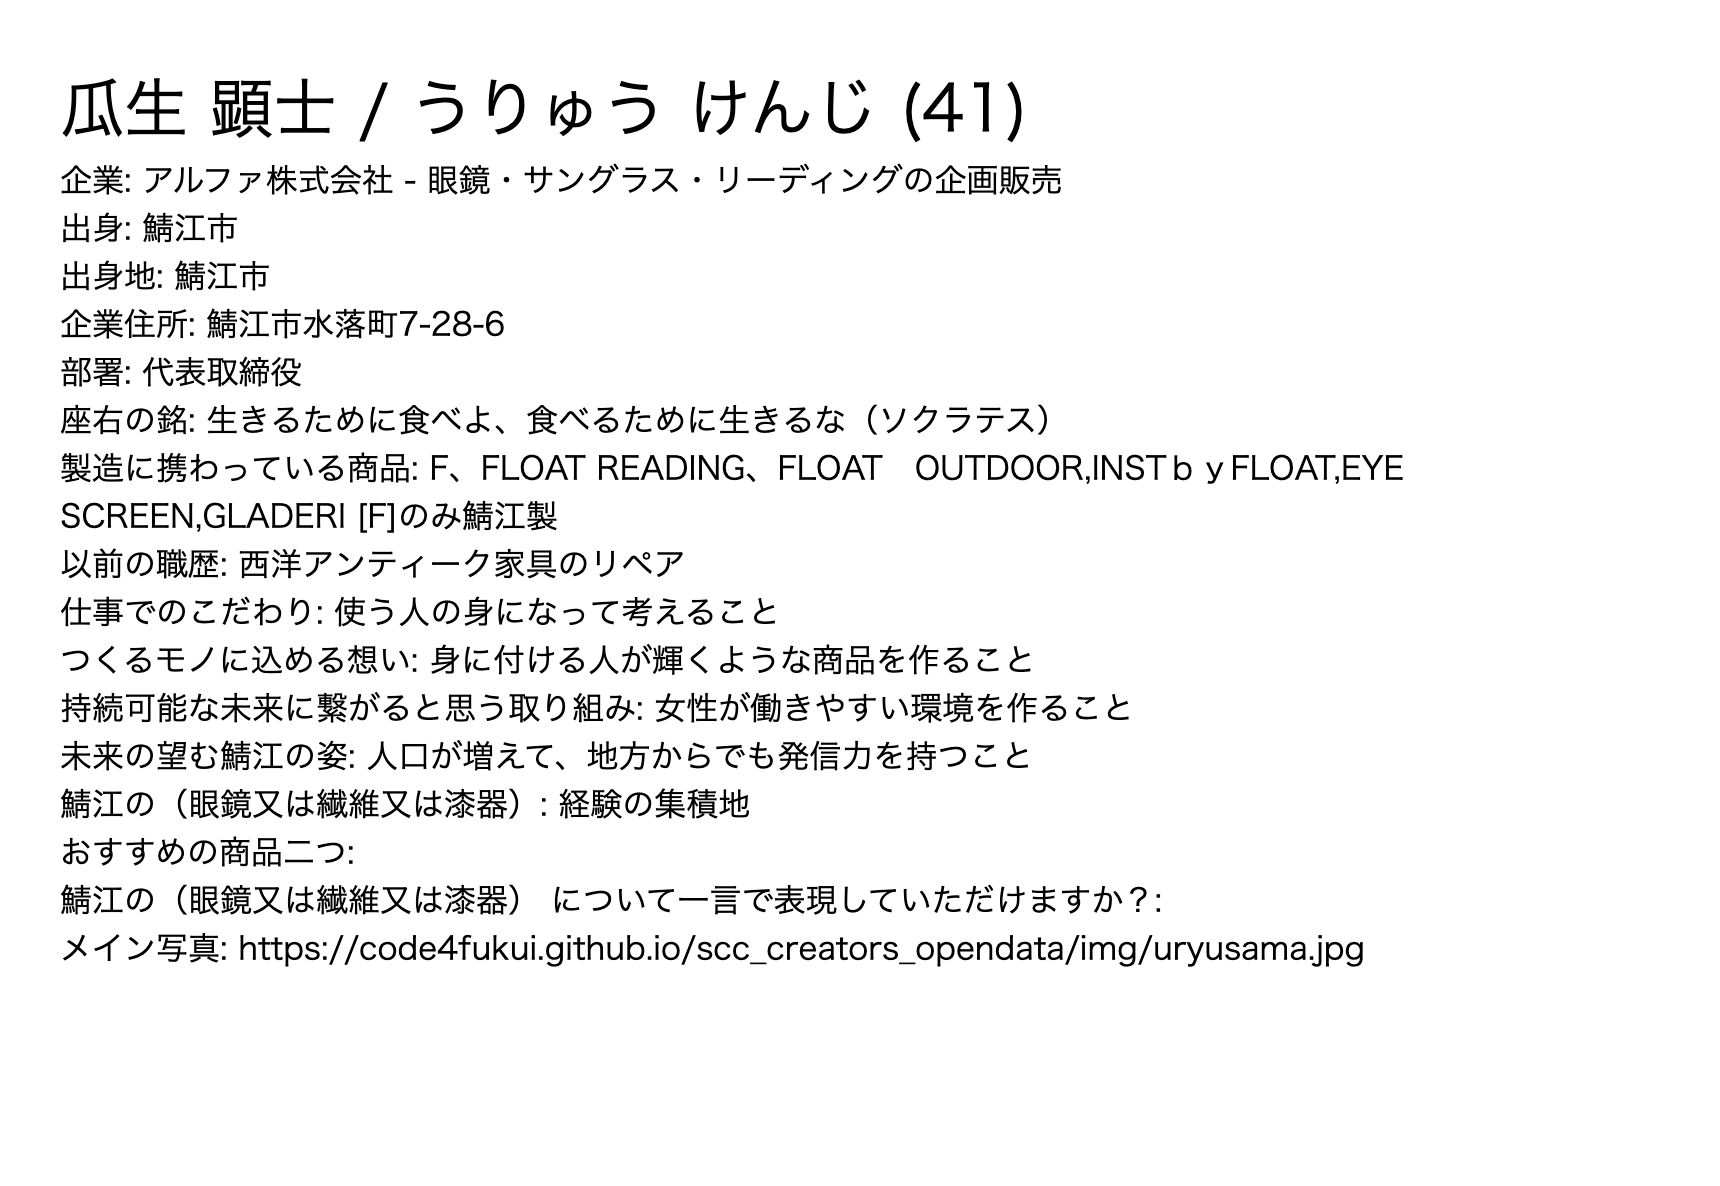 瓜生 顕士 / うりゅう けんじ (41)
企業: アルファ株式会社 - 眼鏡・サングラス・リーディングの企画販売
出身: 鯖江市
出身地: 鯖江市
企業住所: 鯖江市水落町7-28-6
部署: 代表取締役
座右の銘: 生きるために食べよ、食べるために生きるな（ソクラテス）
製造に携わっている商品: F、FLOAT READING、FLOAT　OUTDOOR,INSTｂｙFLOAT,EYE
SCREEN,GLADERI [F]のみ鯖江製
以前の職歴: 西洋アンティーク家具のリペア
仕事でのこだわり: 使う人の身になって考えること
つくるモノに込める想い: 身に付ける人が輝くような商品を作ること
持続可能な未来に繋がると思う取り組み: 女性が働きやすい環境を作ること
未来の望む鯖江の姿: 人口が増えて、地方からでも発信力を持つこと
鯖江の（眼鏡又は繊維又は漆器）: 経験の集積地
おすすめの商品二つ:
鯖江の（眼鏡又は繊維又は漆器） について一言で表現していただけますか？:
メイン写真: https://code4fukui.github.io/scc_creators_opendata/img/uryusama.jpg